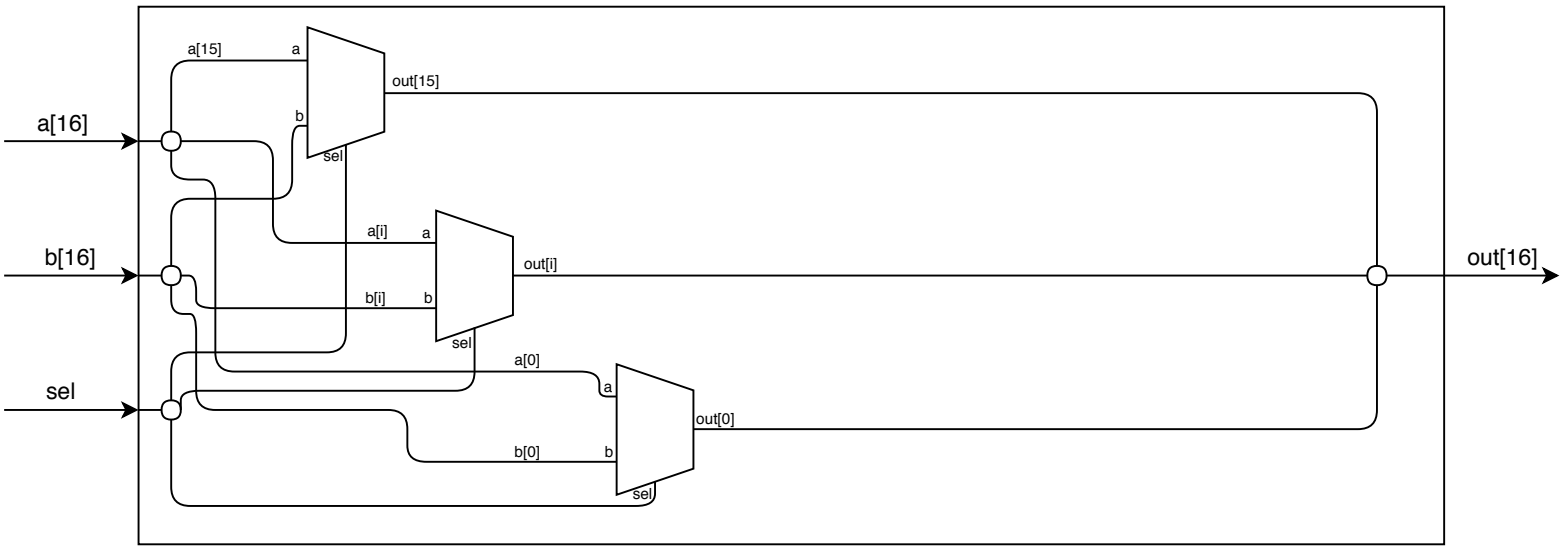 a[15]
a
out[15]
b
a[16]
sel
a[i]
a
b[16]
out[i]
out[16]
b[i]
b
sel
a[0]
a
sel
out[0]
b[0]
b
sel